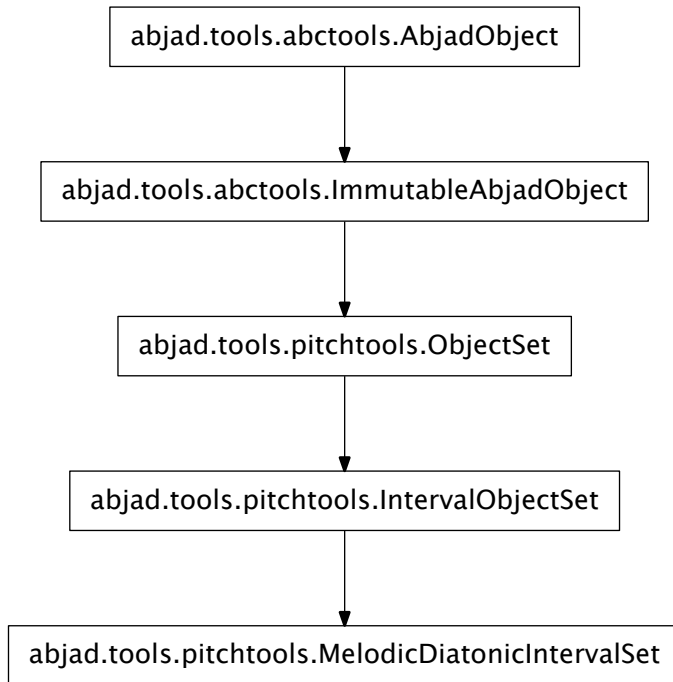 abjad.tools.abctools.AbjadObject
abjad.tools.abctools.ImmutableAbjadObject
abjad.tools.pitchtools.ObjectSet
abjad.tools.pitchtools.IntervalObjectSet
abjad.tools.pitchtools.MelodicDiatonicIntervalSet